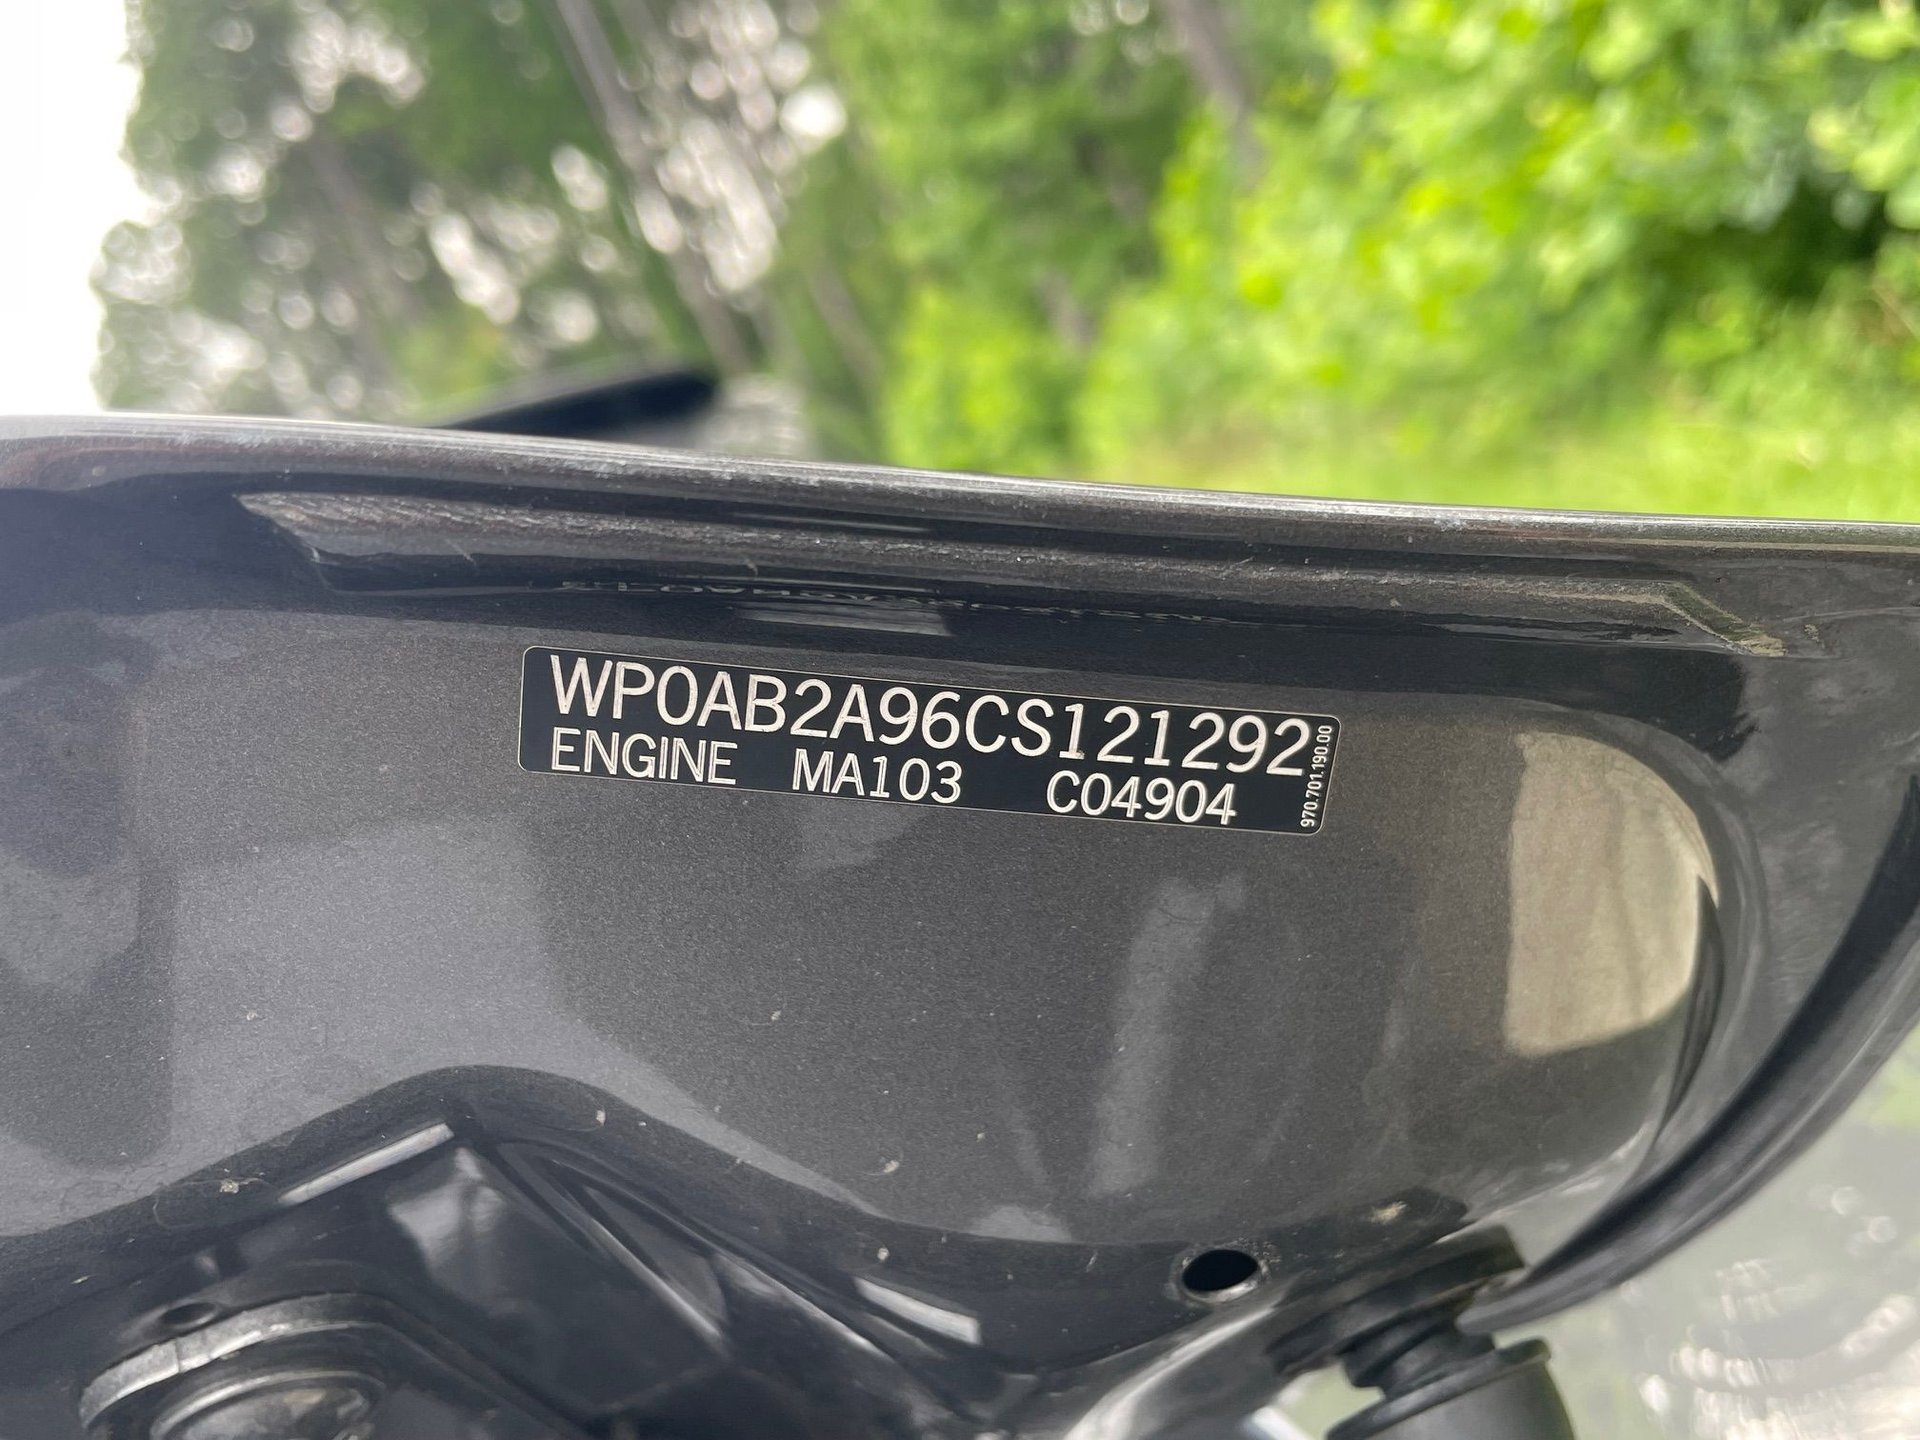 WP0AB2A96CS121292
ENGINE MA103 C04904
970.701.190.00